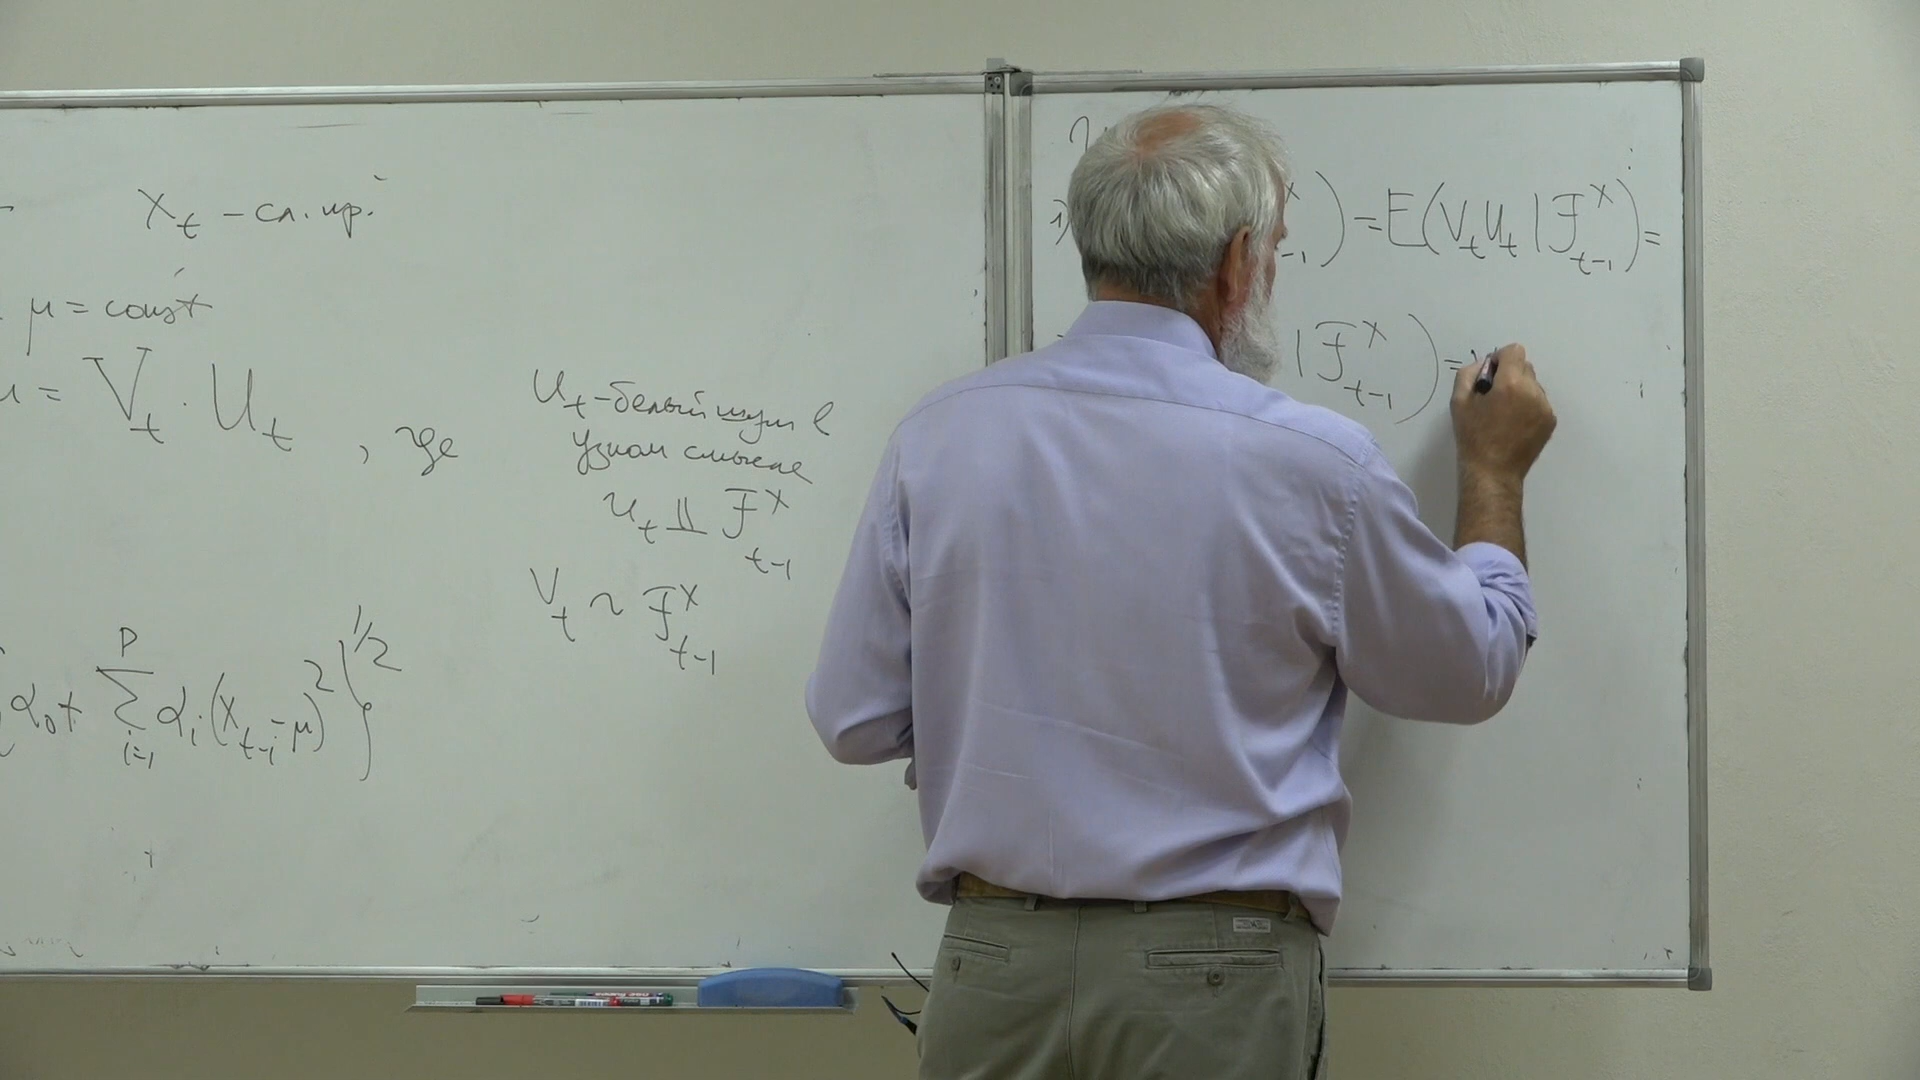 X_t – сл. пр.
μ = const
= V_t · U_t, где
U_t – белый шум в
узком смысле
u_t ⫫ ℱ^X_{t-1}
V_t ~ ℱ^X_{t-1}
α_0 + Σ_{i=1}^{p} α_i (X_{t-i} - μ)^2 }^{1/2}
1)
) = E(V_t U_t | ℱ^X_{t-1}) =
| ℱ^X_{t-1}) =